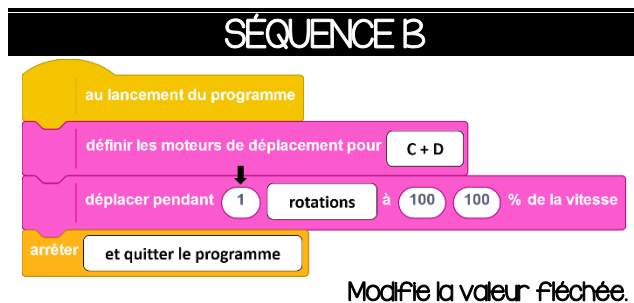 SÉQUENCE B
au lancement du programme
définir les moteurs de déplacement pour C + D
déplacer pendant 1 rotations à 100 100 % de la vitesse
arrêter et quitter le programme
Modifie la valeur fléchée.